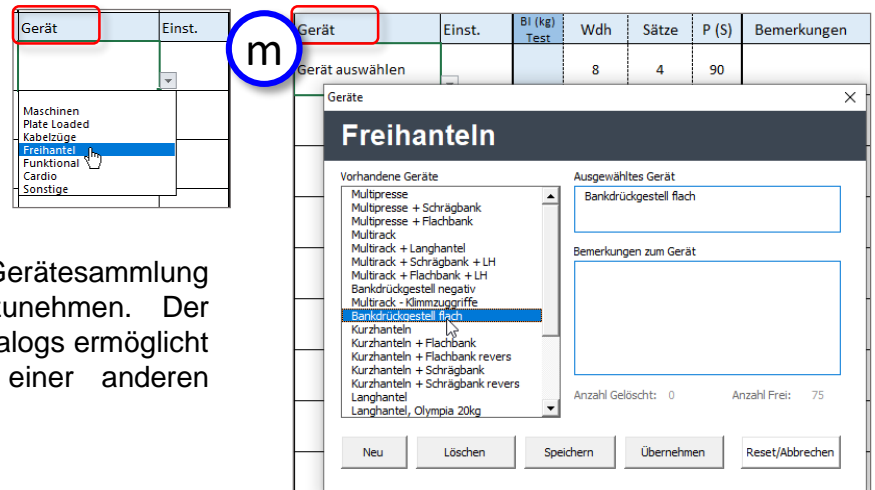 Gerät Einst.
Maschinen
Plate Loaded
Kabelzüge
Freihantel
Funktional
Cardio
Sonstige
m
Gerät Einst. BI (kg) Test Wdh Sätze P (S) Bemerkungen
Gerät auswählen 8 4 90
Geräte
Freihanteln
Vorhandene Geräte
Multipresse
Multipresse + Schrägbank
Multipresse + Flachbank
Multirack
Multirack + Langhantel
Multirack + Schrägbank + LH
Multirack + Flachbank + LH
Bankdrückgestell negativ
Multirack - Klimmzuggriffe
Bankdrückgestell flach
Kurzhanteln
Kurzhanteln + Flachbank
Kurzhanteln + Flachbank revers
Kurzhanteln + Schrägbank
Kurzhanteln + Schrägbank revers
Langhantel
Langhantel, Olympia 20kg
Ausgewähltes Gerät
Bankdrückgestell flach
Bemerkungen zum Gerät
Anzahl Gelöscht: 0 Anzahl Frei: 75
Neu Löschen Speichern Übernehmen Reset/Abbrechen
Gerätesammlung
zunehmen. Der
alogs ermöglicht
einer anderen